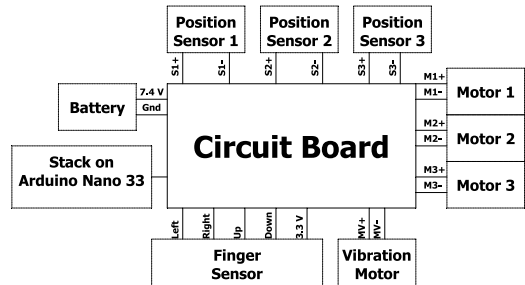 Position
Sensor 1
Position
Sensor 2
Position
Sensor 3
S1+
S1-
S2+
S2-
S3+
S3-
Battery
7.4 V
Gnd
Circuit Board
M1+
M1-
Motor 1
M2+
M2-
Motor 2
M3+
M3-
Motor 3
Stack on
Arduino Nano 33
Left
Right
Up
Down
3.3 V
MV+
MV-
Finger
Sensor
Vibration
Motor